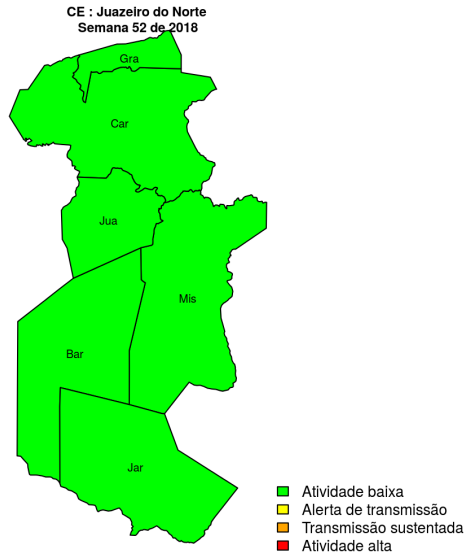 CE : Juazeiro do Norte
Semana 52 de 2018
Gra
Car
Jua
Mis
Bar
Jar
Atividade baixa
Alerta de transmissão
Transmissão sustentada
Atividade alta